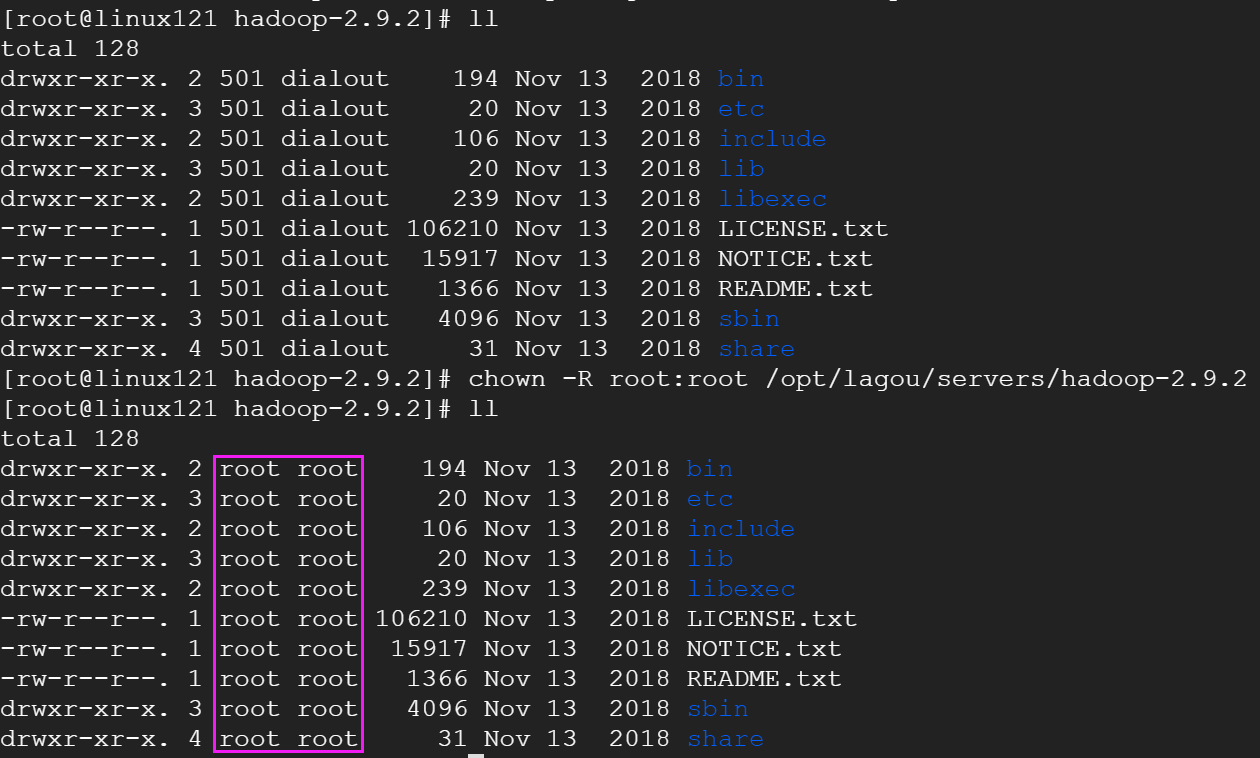 [root@linux121 hadoop-2.9.2]# ll
total 128
drwxr-xr-x. 2 501 dialout    194 Nov 13  2018 bin
drwxr-xr-x. 3 501 dialout     20 Nov 13  2018 etc
drwxr-xr-x. 2 501 dialout    106 Nov 13  2018 include
drwxr-xr-x. 3 501 dialout     20 Nov 13  2018 lib
drwxr-xr-x. 2 501 dialout    239 Nov 13  2018 libexec
-rw-r--r--. 1 501 dialout 106210 Nov 13  2018 LICENSE.txt
-rw-r--r--. 1 501 dialout  15917 Nov 13  2018 NOTICE.txt
-rw-r--r--. 1 501 dialout   1366 Nov 13  2018 README.txt
drwxr-xr-x. 3 501 dialout   4096 Nov 13  2018 sbin
drwxr-xr-x. 4 501 dialout     31 Nov 13  2018 share
[root@linux121 hadoop-2.9.2]# chown -R root:root /opt/lagou/servers/hadoop-2.9.2
[root@linux121 hadoop-2.9.2]# ll
total 128
drwxr-xr-x. 2 root root    194 Nov 13  2018 bin
drwxr-xr-x. 3 root root     20 Nov 13  2018 etc
drwxr-xr-x. 2 root root    106 Nov 13  2018 include
drwxr-xr-x. 3 root root     20 Nov 13  2018 lib
drwxr-xr-x. 2 root root    239 Nov 13  2018 libexec
-rw-r--r--. 1 root root 106210 Nov 13  2018 LICENSE.txt
-rw-r--r--. 1 root root  15917 Nov 13  2018 NOTICE.txt
-rw-r--r--. 1 root root   1366 Nov 13  2018 README.txt
drwxr-xr-x. 3 root root   4096 Nov 13  2018 sbin
drwxr-xr-x. 4 root root     31 Nov 13  2018 share